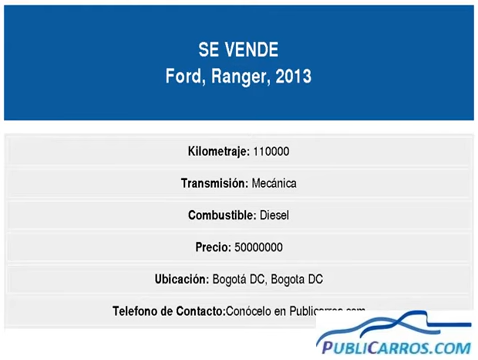 SE VENDE
Ford, Ranger, 2013
Kilometraje: 110000
Transmisión: Mecánica
Combustible: Diesel
Precio: 50000000
Ubicación: Bogotá DC, Bogota DC
Telefono de Contacto:Conócelo en Publicarros.com
PUBLICARROS.COM